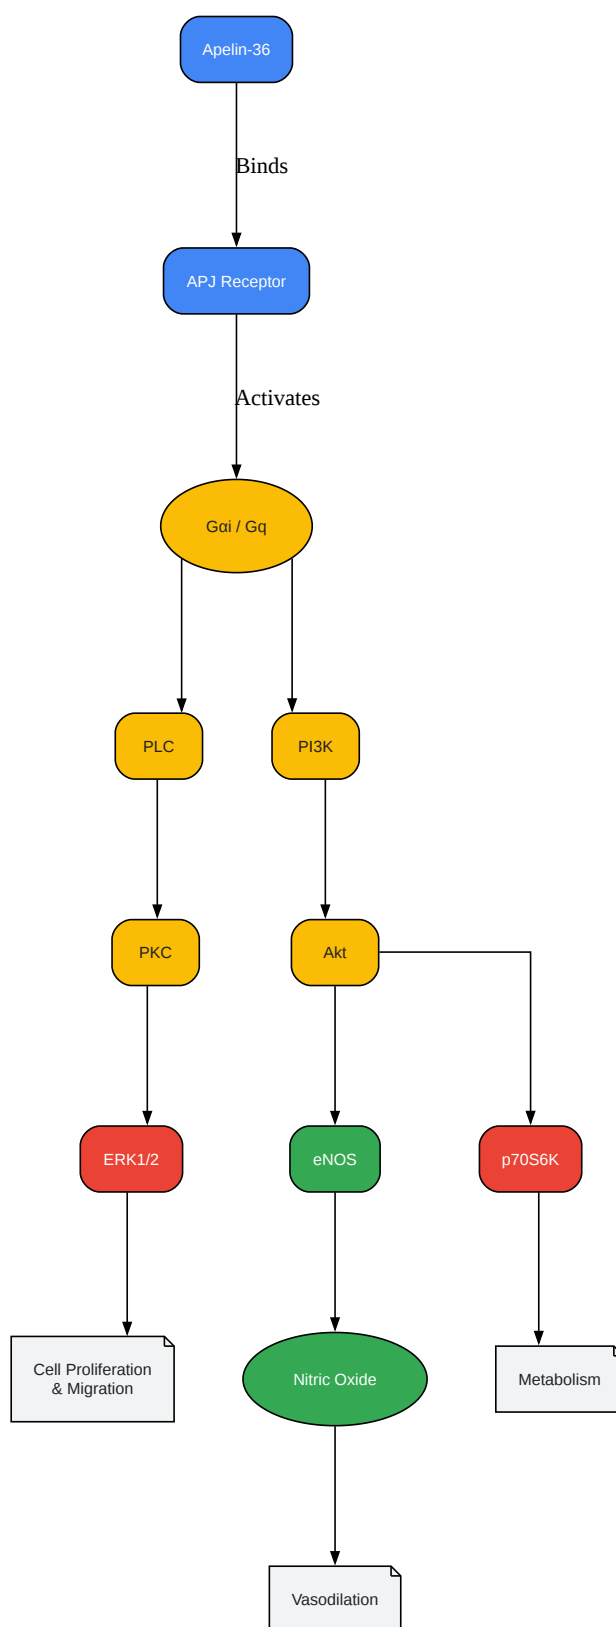 Apelin-36
Binds
APJ Receptor
Activates
Gαi / Gq
PLC
PI3K
PKC
Akt
ERK1/2
eNOS
p70S6K
Cell Proliferation
& Migration
Nitric Oxide
Metabolism
Vasodilation